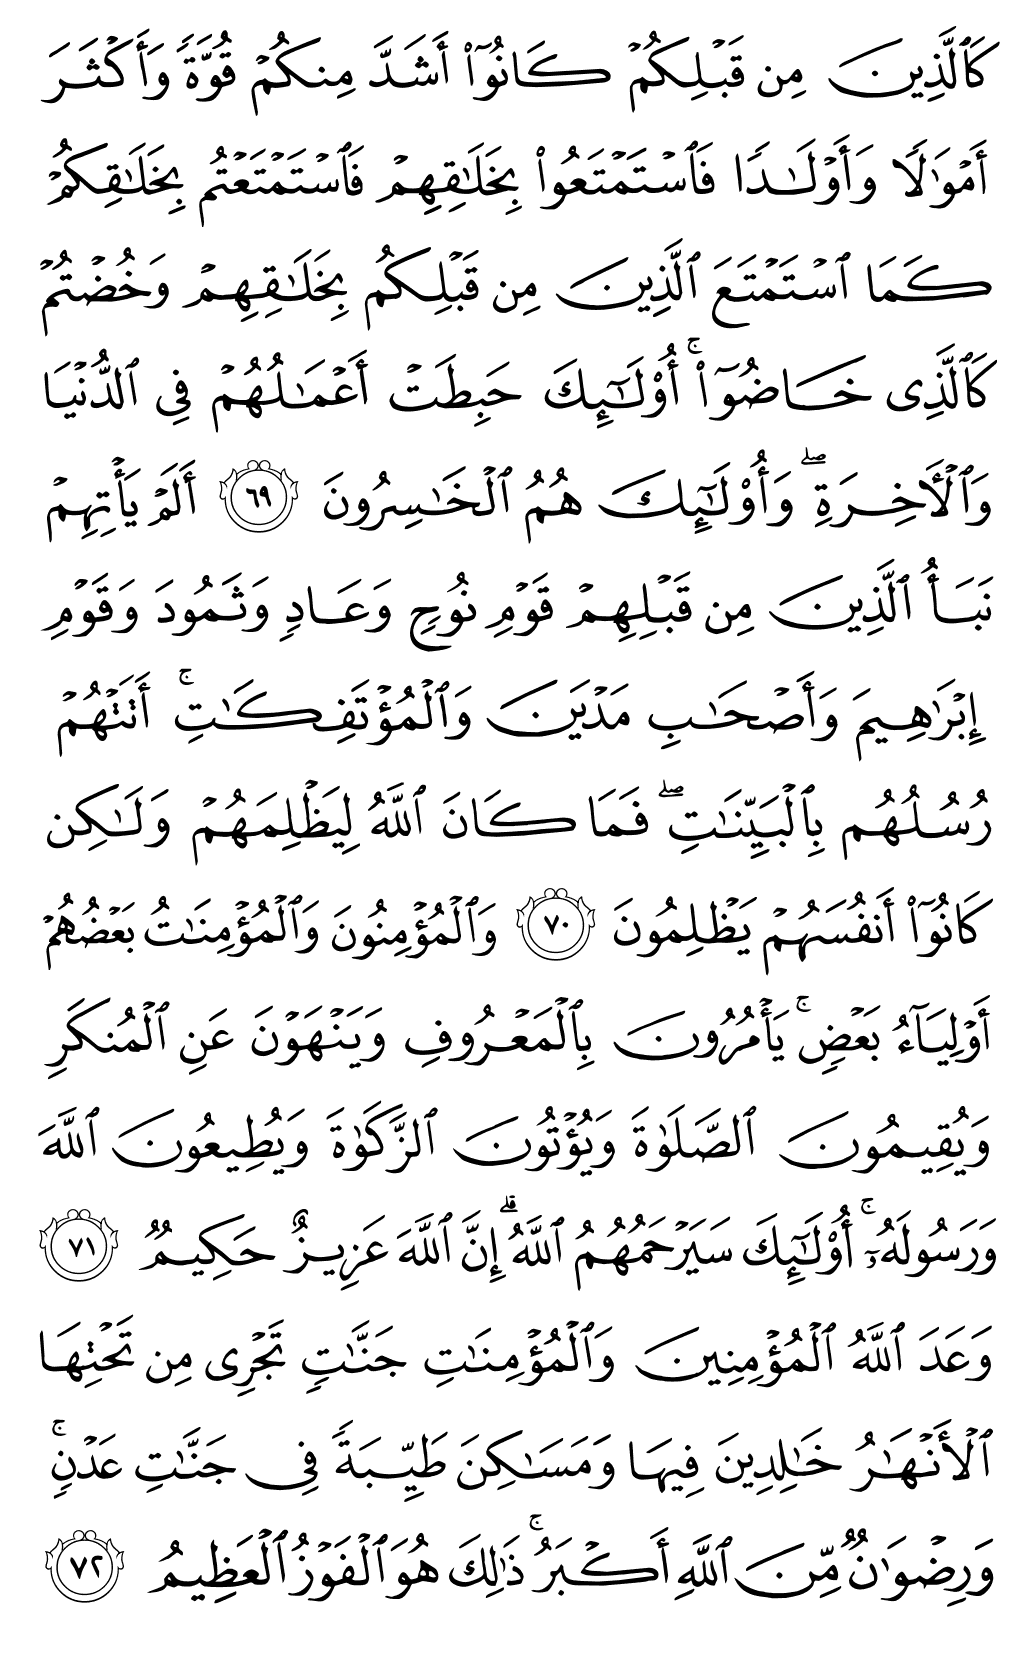 كَٱلَّذِينَ مِن قَبۡلِكُمۡ كَانُوٓاْ أَشَدَّ مِنكُمۡ قُوَّةٗ وَأَكۡثَرَ
أَمۡوَٰلٗا وَأَوۡلَٰدٗا فَٱسۡتَمۡتَعُواْ بِخَلَٰقِهِمۡ فَٱسۡتَمۡتَعۡتُم بِخَلَٰقِكُمۡ
كَمَا ٱسۡتَمۡتَعَ ٱلَّذِينَ مِن قَبۡلِكُم بِخَلَٰقِهِمۡ وَخُضۡتُمۡ
كَٱلَّذِي خَاضُوٓاْۚ أُوْلَٰٓئِكَ حَبِطَتۡ أَعۡمَٰلُهُمۡ فِي ٱلدُّنۡيَا
وَٱلۡأٓخِرَةِۖ وَأُوْلَٰٓئِكَ هُمُ ٱلۡخَٰسِرُونَ ٦٩ أَلَمۡ يَأۡتِهِمۡ
نَبَأُ ٱلَّذِينَ مِن قَبۡلِهِمۡ قَوۡمِ نُوحٖ وَعَادٖ وَثَمُودَ وَقَوۡمِ
إِبۡرَٰهِيمَ وَأَصۡحَٰبِ مَدۡيَنَ وَٱلۡمُؤۡتَفِكَٰتِۚ أَتَتۡهُمۡ
رُسُلُهُم بِٱلۡبَيِّنَٰتِۖ فَمَا كَانَ ٱللَّهُ لِيَظۡلِمَهُمۡ وَلَٰكِن
كَانُوٓاْ أَنفُسَهُمۡ يَظۡلِمُونَ ٧٠ وَٱلۡمُؤۡمِنُونَ وَٱلۡمُؤۡمِنَٰتُ بَعۡضُهُمۡ
أَوۡلِيَآءُ بَعۡضٖۚ يَأۡمُرُونَ بِٱلۡمَعۡرُوفِ وَيَنۡهَوۡنَ عَنِ ٱلۡمُنكَرِ
وَيُقِيمُونَ ٱلصَّلَوٰةَ وَيُؤۡتُونَ ٱلزَّكَوٰةَ وَيُطِيعُونَ ٱللَّهَ
وَرَسُولَهُۥٓۚ أُوْلَٰٓئِكَ سَيَرۡحَمُهُمُ ٱللَّهُۗ إِنَّ ٱللَّهَ عَزِيزٌ حَكِيمٞ ٧١
وَعَدَ ٱللَّهُ ٱلۡمُؤۡمِنِينَ وَٱلۡمُؤۡمِنَٰتِ جَنَّٰتٖ تَجۡرِي مِن تَحۡتِهَا
ٱلۡأَنۡهَٰرُ خَٰلِدِينَ فِيهَا وَمَسَٰكِنَ طَيِّبَةٗ فِي جَنَّٰتِ عَدۡنٖۚ
وَرِضۡوَٰنٞ مِّنَ ٱللَّهِ أَكۡبَرُۚ ذَٰلِكَ هُوَ ٱلۡفَوۡزُ ٱلۡعَظِيمُ ٧٢